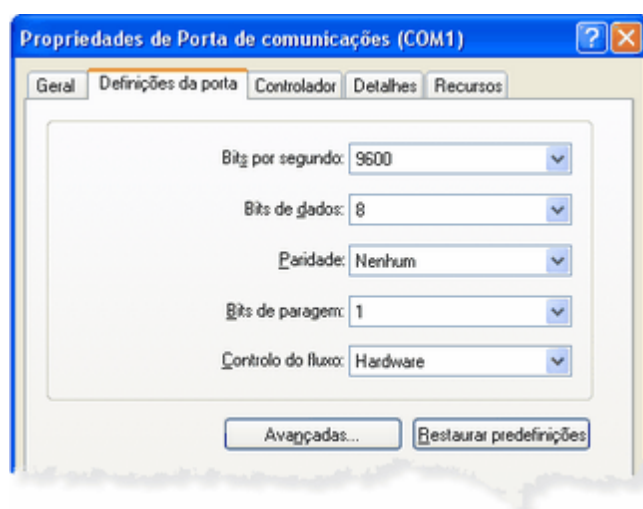 Propriedades de Porta de comunicações (COM1)
Geral Definições da porta Controlador Detalhes Recursos
Bits por segundo: 9600
Bits de dados: 8
Paridade: Nenhum
Bits de paragem: 1
Controlo do fluxo: Hardware
Avançadas... Restaurar predefinições